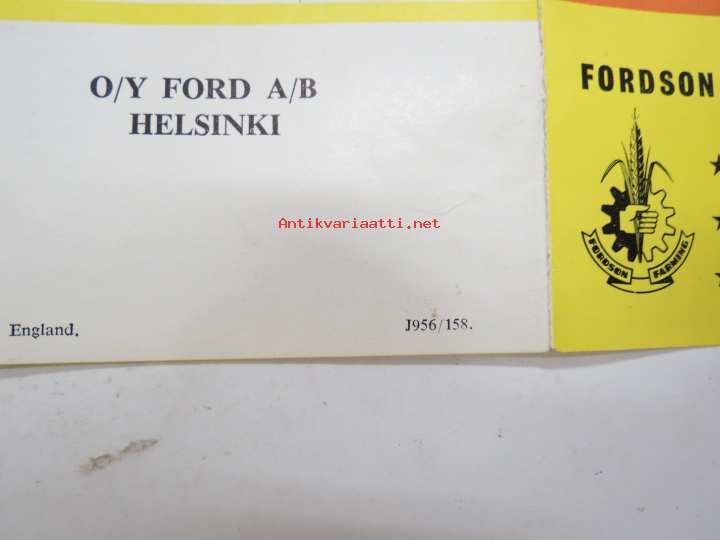 O/Y FORD A/B
HELSINKI
Antikvariaatti.net
England.
J956/158.
FORDSON
FORDSON FARMING